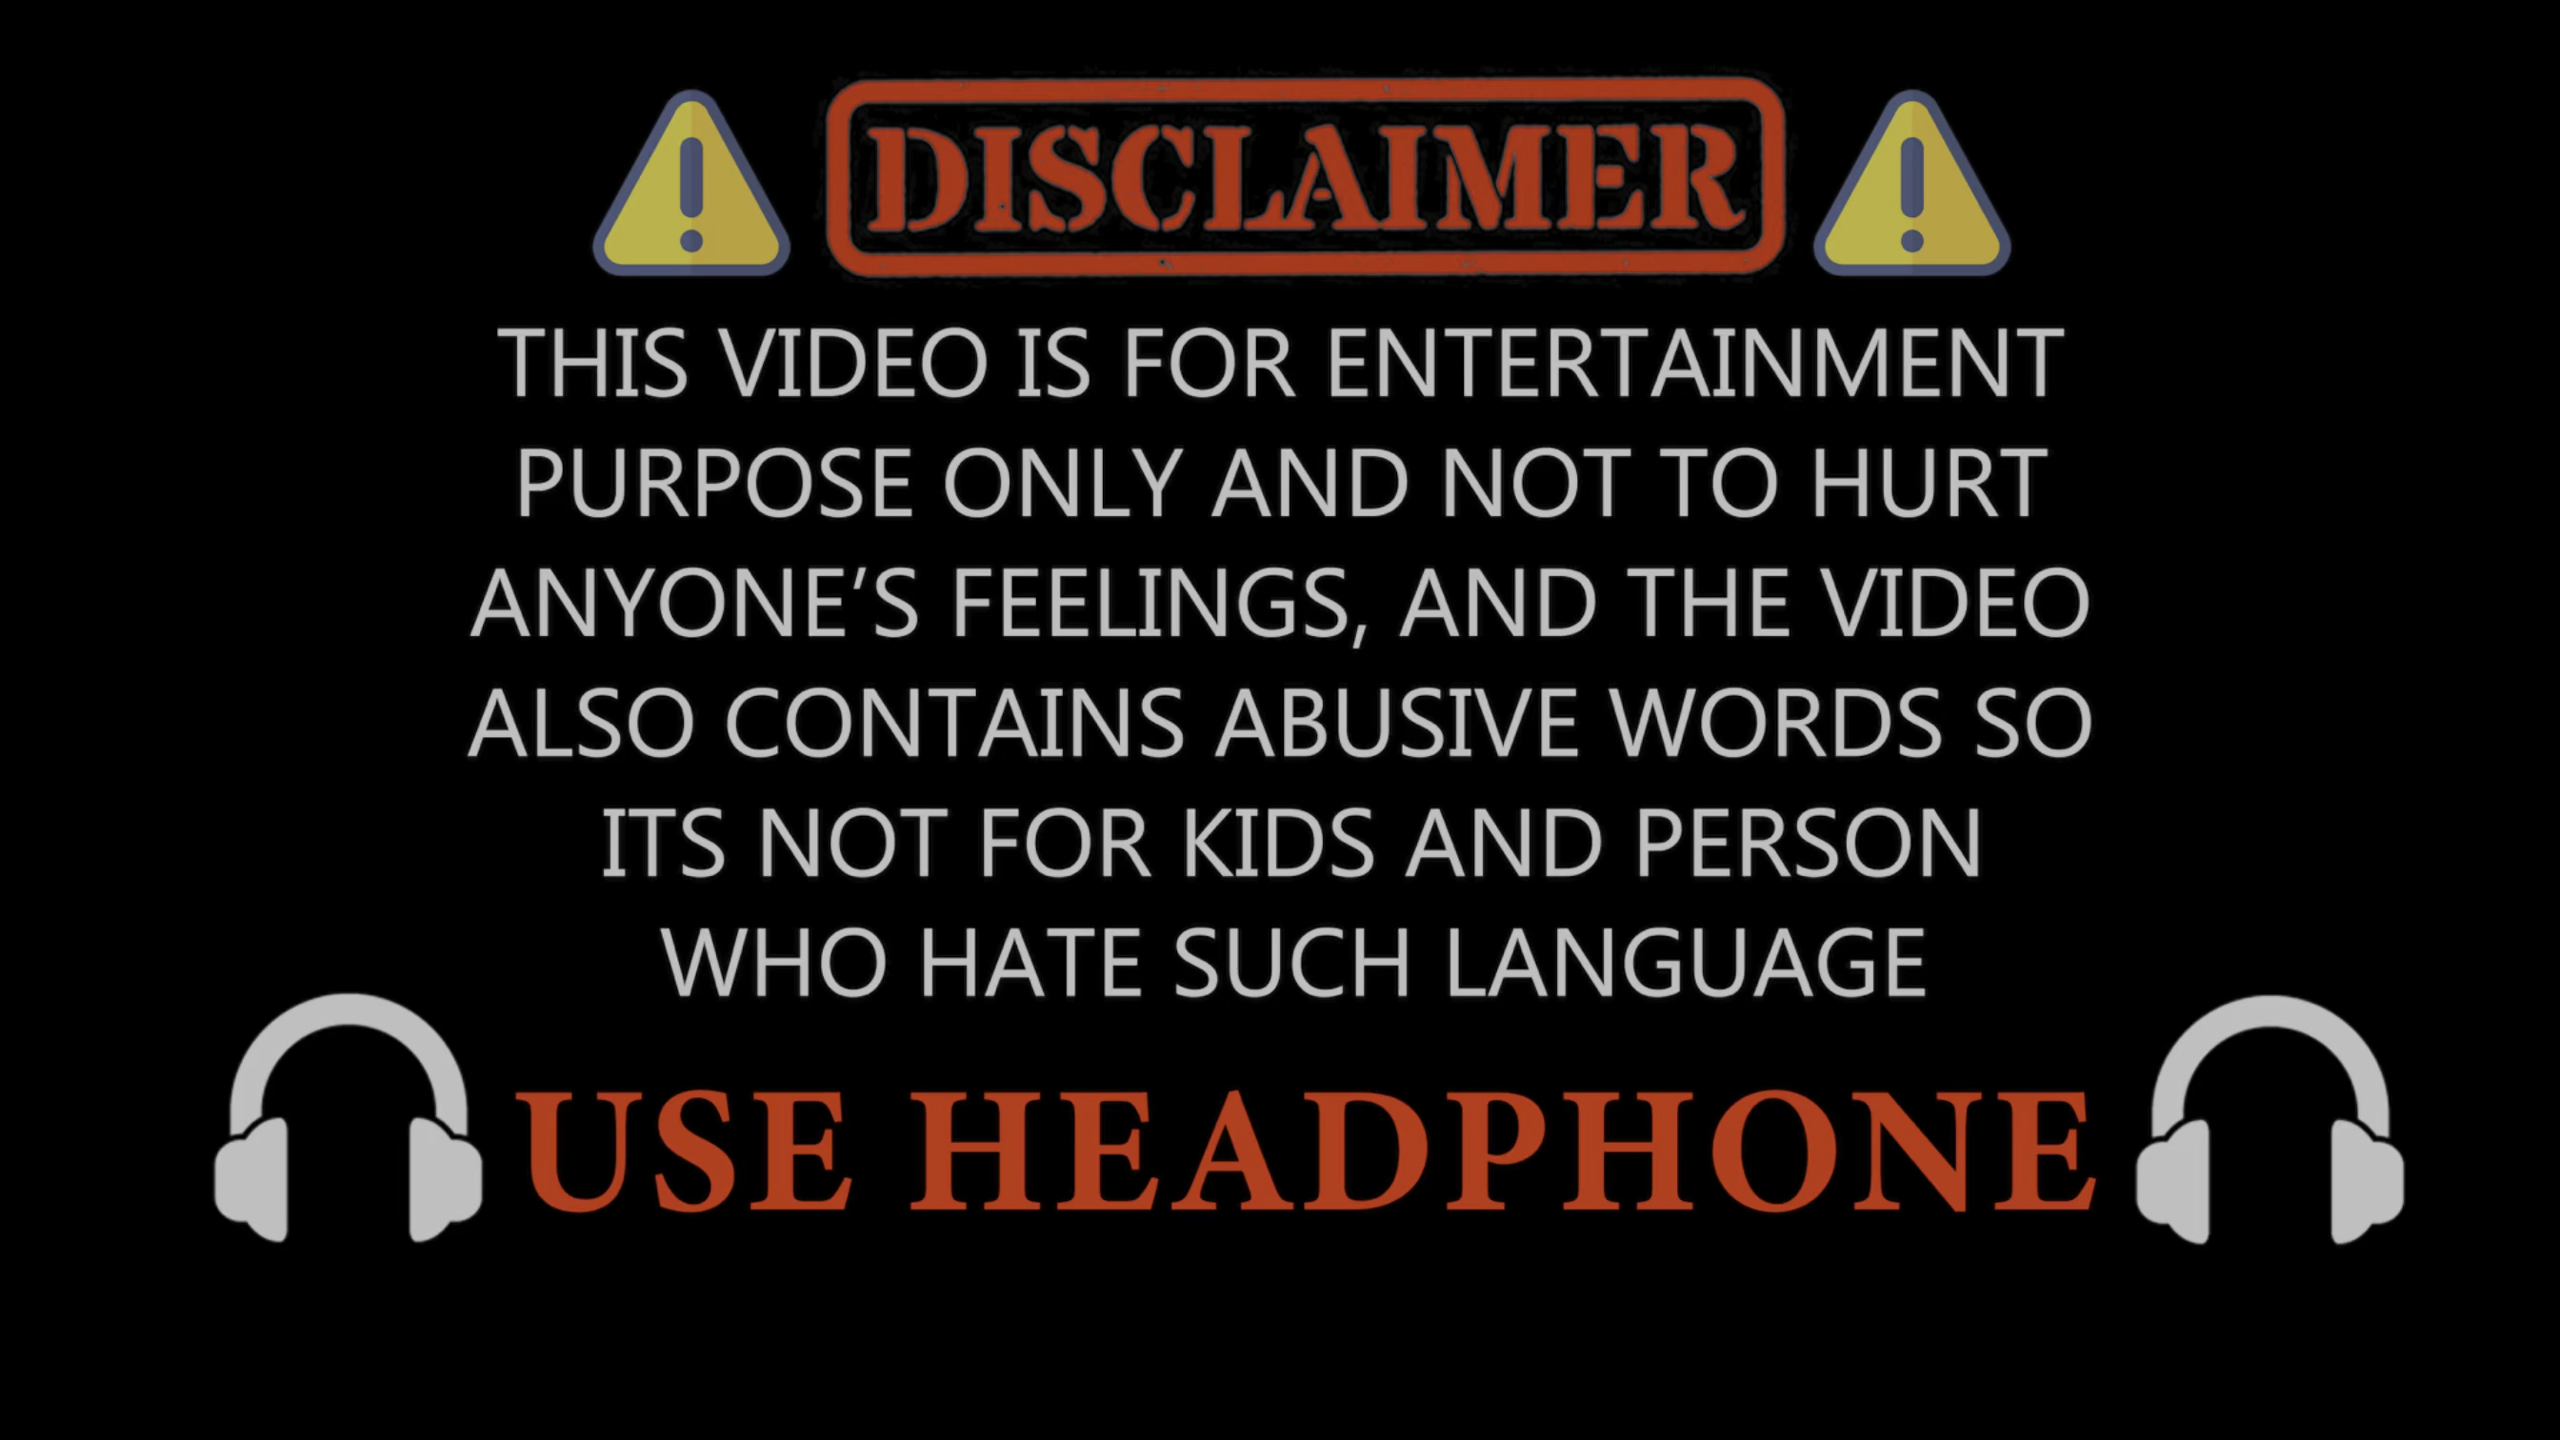 DISCLAIMER
THIS VIDEO IS FOR ENTERTAINMENT
PURPOSE ONLY AND NOT TO HURT
ANYONE’S FEELINGS, AND THE VIDEO
ALSO CONTAINS ABUSIVE WORDS SO
ITS NOT FOR KIDS AND PERSON
WHO HATE SUCH LANGUAGE
USE HEADPHONE